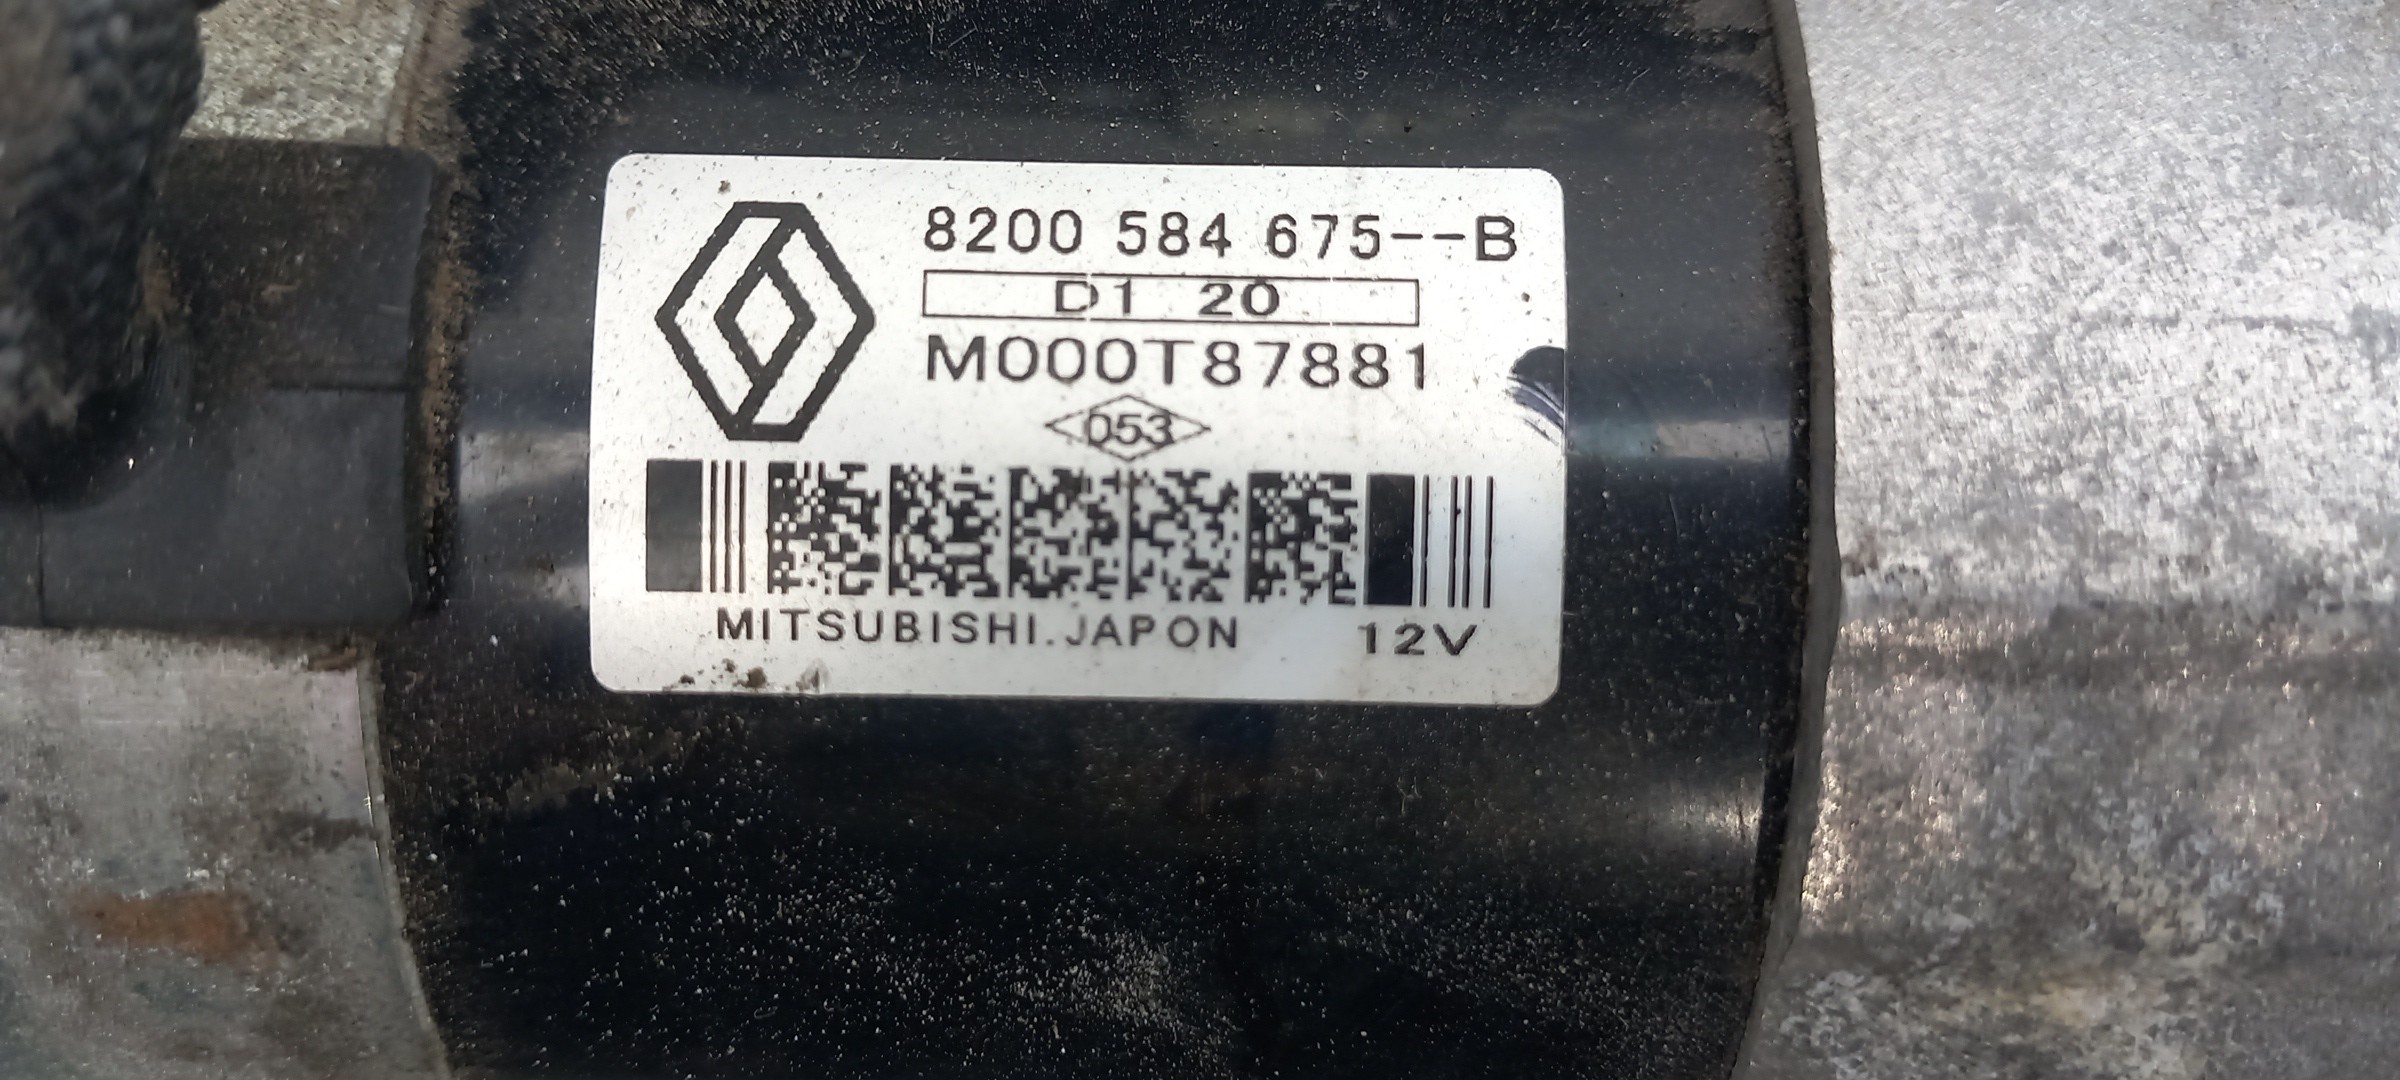 8200 584 675--B
D1 20
M000T87881
053
MITSUBISHI.JAPON 12V